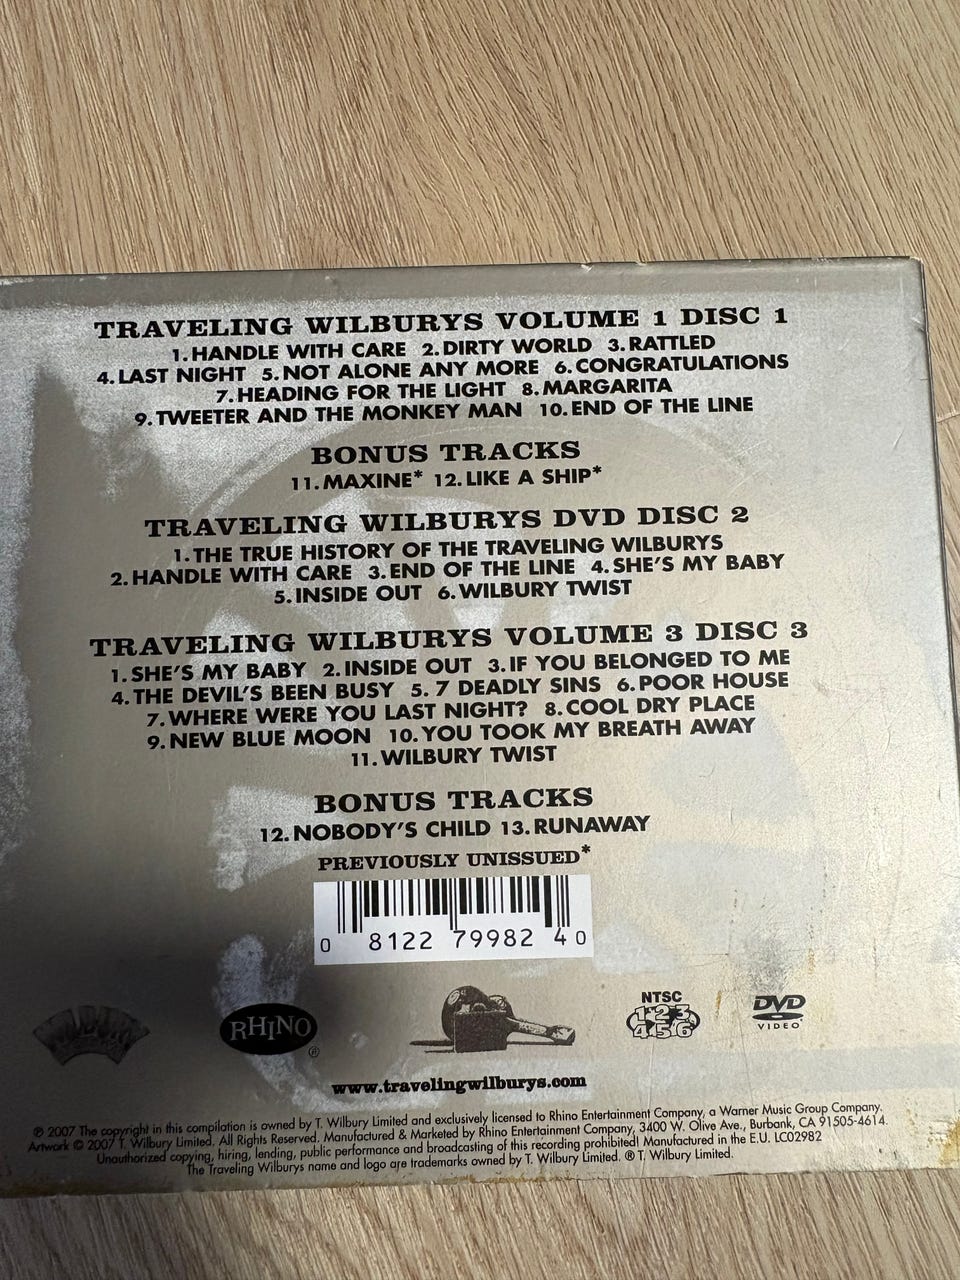 TRAVELING WILBURYS VOLUME 1 DISC 1
1. HANDLE WITH CARE 2. DIRTY WORLD 3. RATTLED
4. LAST NIGHT 5. NOT ALONE ANY MORE 6. CONGRATULATIONS
7. HEADING FOR THE LIGHT 8. MARGARITA
9. TWEETER AND THE MONKEY MAN 10. END OF THE LINE
BONUS TRACKS
11. MAXINE* 12. LIKE A SHIP*
TRAVELING WILBURYS DVD DISC 2
1. THE TRUE HISTORY OF THE TRAVELING WILBURYS
2. HANDLE WITH CARE 3. END OF THE LINE 4. SHE'S MY BABY
5. INSIDE OUT 6. WILBURY TWIST
TRAVELING WILBURYS VOLUME 3 DISC 3
1. SHE'S MY BABY 2. INSIDE OUT 3. IF YOU BELONGED TO ME
4. THE DEVIL'S BEEN BUSY 5. 7 DEADLY SINS 6. POOR HOUSE
7. WHERE WERE YOU LAST NIGHT? 8. COOL DRY PLACE
9. NEW BLUE MOON 10. YOU TOOK MY BREATH AWAY
11. WILBURY TWIST
BONUS TRACKS
12. NOBODY'S CHILD 13. RUNAWAY
PREVIOUSLY UNISSUED*
0 8122 79982 4 0
WILBURY RHINO ® NTSC 1 2 3 4 5 6 DVD VIDEO
www.travelingwilburys.com
℗ 2007 The copyright in this compilation is owned by T. Wilbury Limited and exclusively licensed to Rhino Entertainment Company, a Warner Music Group Company.
Artwork © 2007 T. Wilbury Limited. All Rights Reserved. Manufactured & Marketed by Rhino Entertainment Company, 3400 W. Olive Ave., Burbank, CA 91505-4614.
Unauthorized copying, hiring, lending, public performance and broadcasting of this recording prohibited! Manufactured in the E.U. LC02982
The Traveling Wilburys name and logo are trademarks owned by T. Wilbury Limited. ® T. Wilbury Limited.